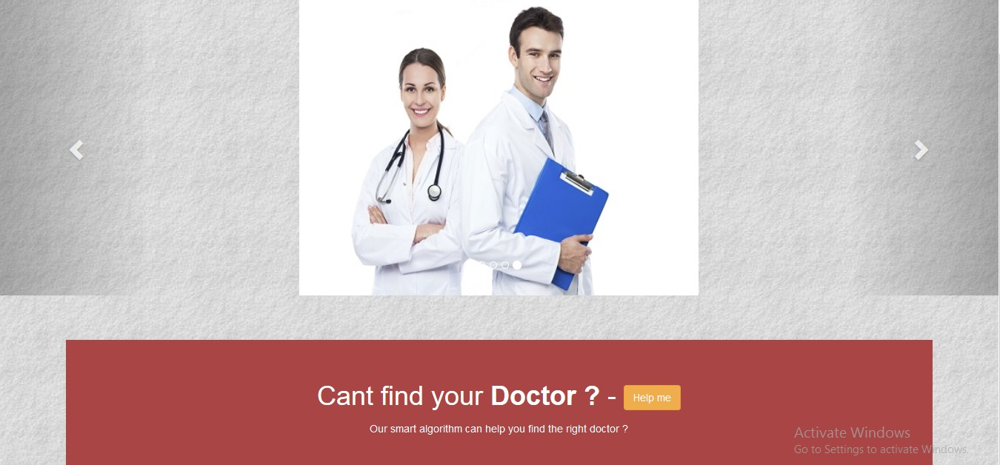 Cant find your Doctor ? - Help me
Our smart algorithm can help you find the right doctor ?
Activate Windows
Go to Settings to activate Windows.